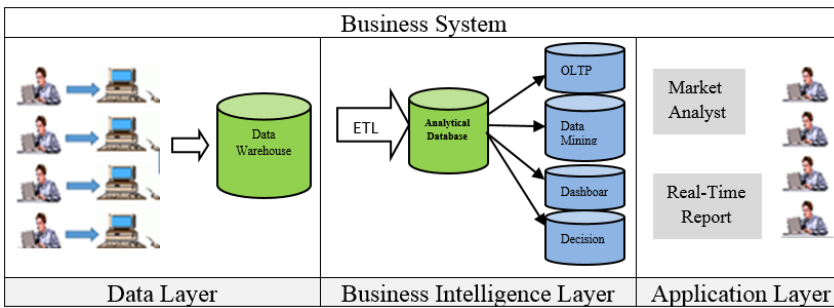 Business System
Data
Warehouse
ETL
Analytical
Database
OLTP
Data
Mining
Dashboar
Decision
Market
Analyst
Real-Time
Report
Data Layer
Business Intelligence Layer
Application Layer